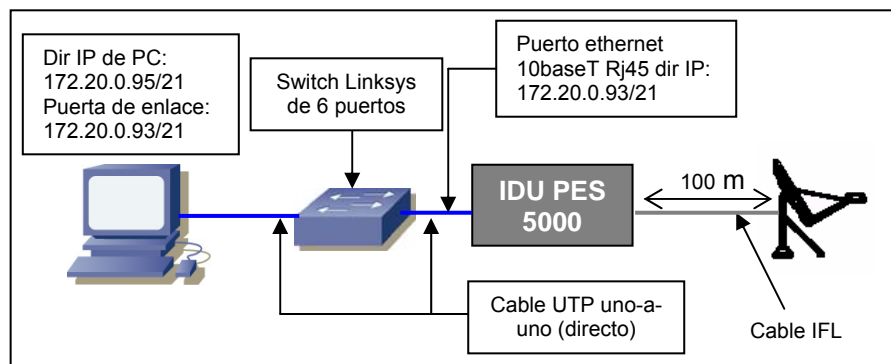 Dir IP de PC:
172.20.0.95/21
Puerta de enlace:
172.20.0.93/21
Switch Linksys
de 6 puertos
Puerto ethernet
10baseT Rj45 dir IP:
172.20.0.93/21
IDU PES
5000
100 m
Cable UTP uno-a-
uno (directo)
Cable IFL